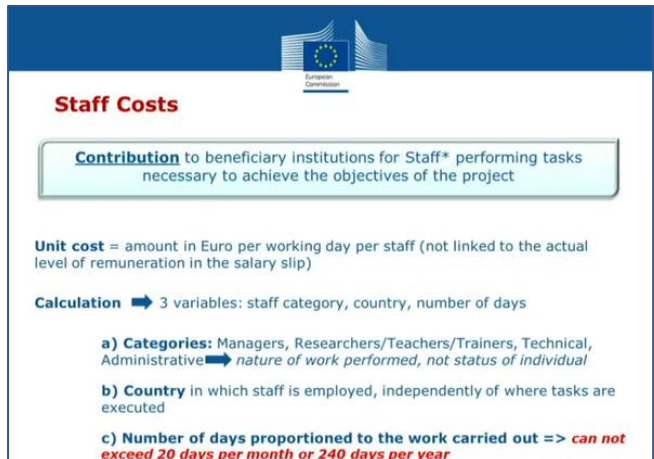 European
Commission
Staff Costs
Contribution to beneficiary institutions for Staff* performing tasks
necessary to achieve the objectives of the project
Unit cost = amount in Euro per working day per staff (not linked to the actual
level of remuneration in the salary slip)
Calculation ➡ 3 variables: staff category, country, number of days
a) Categories: Managers, Researchers/Teachers/Trainers, Technical,
Administrative➡ nature of work performed, not status of individual
b) Country in which staff is employed, independently of where tasks are
executed
c) Number of days proportioned to the work carried out => can not
exceed 20 days per month or 240 days per year